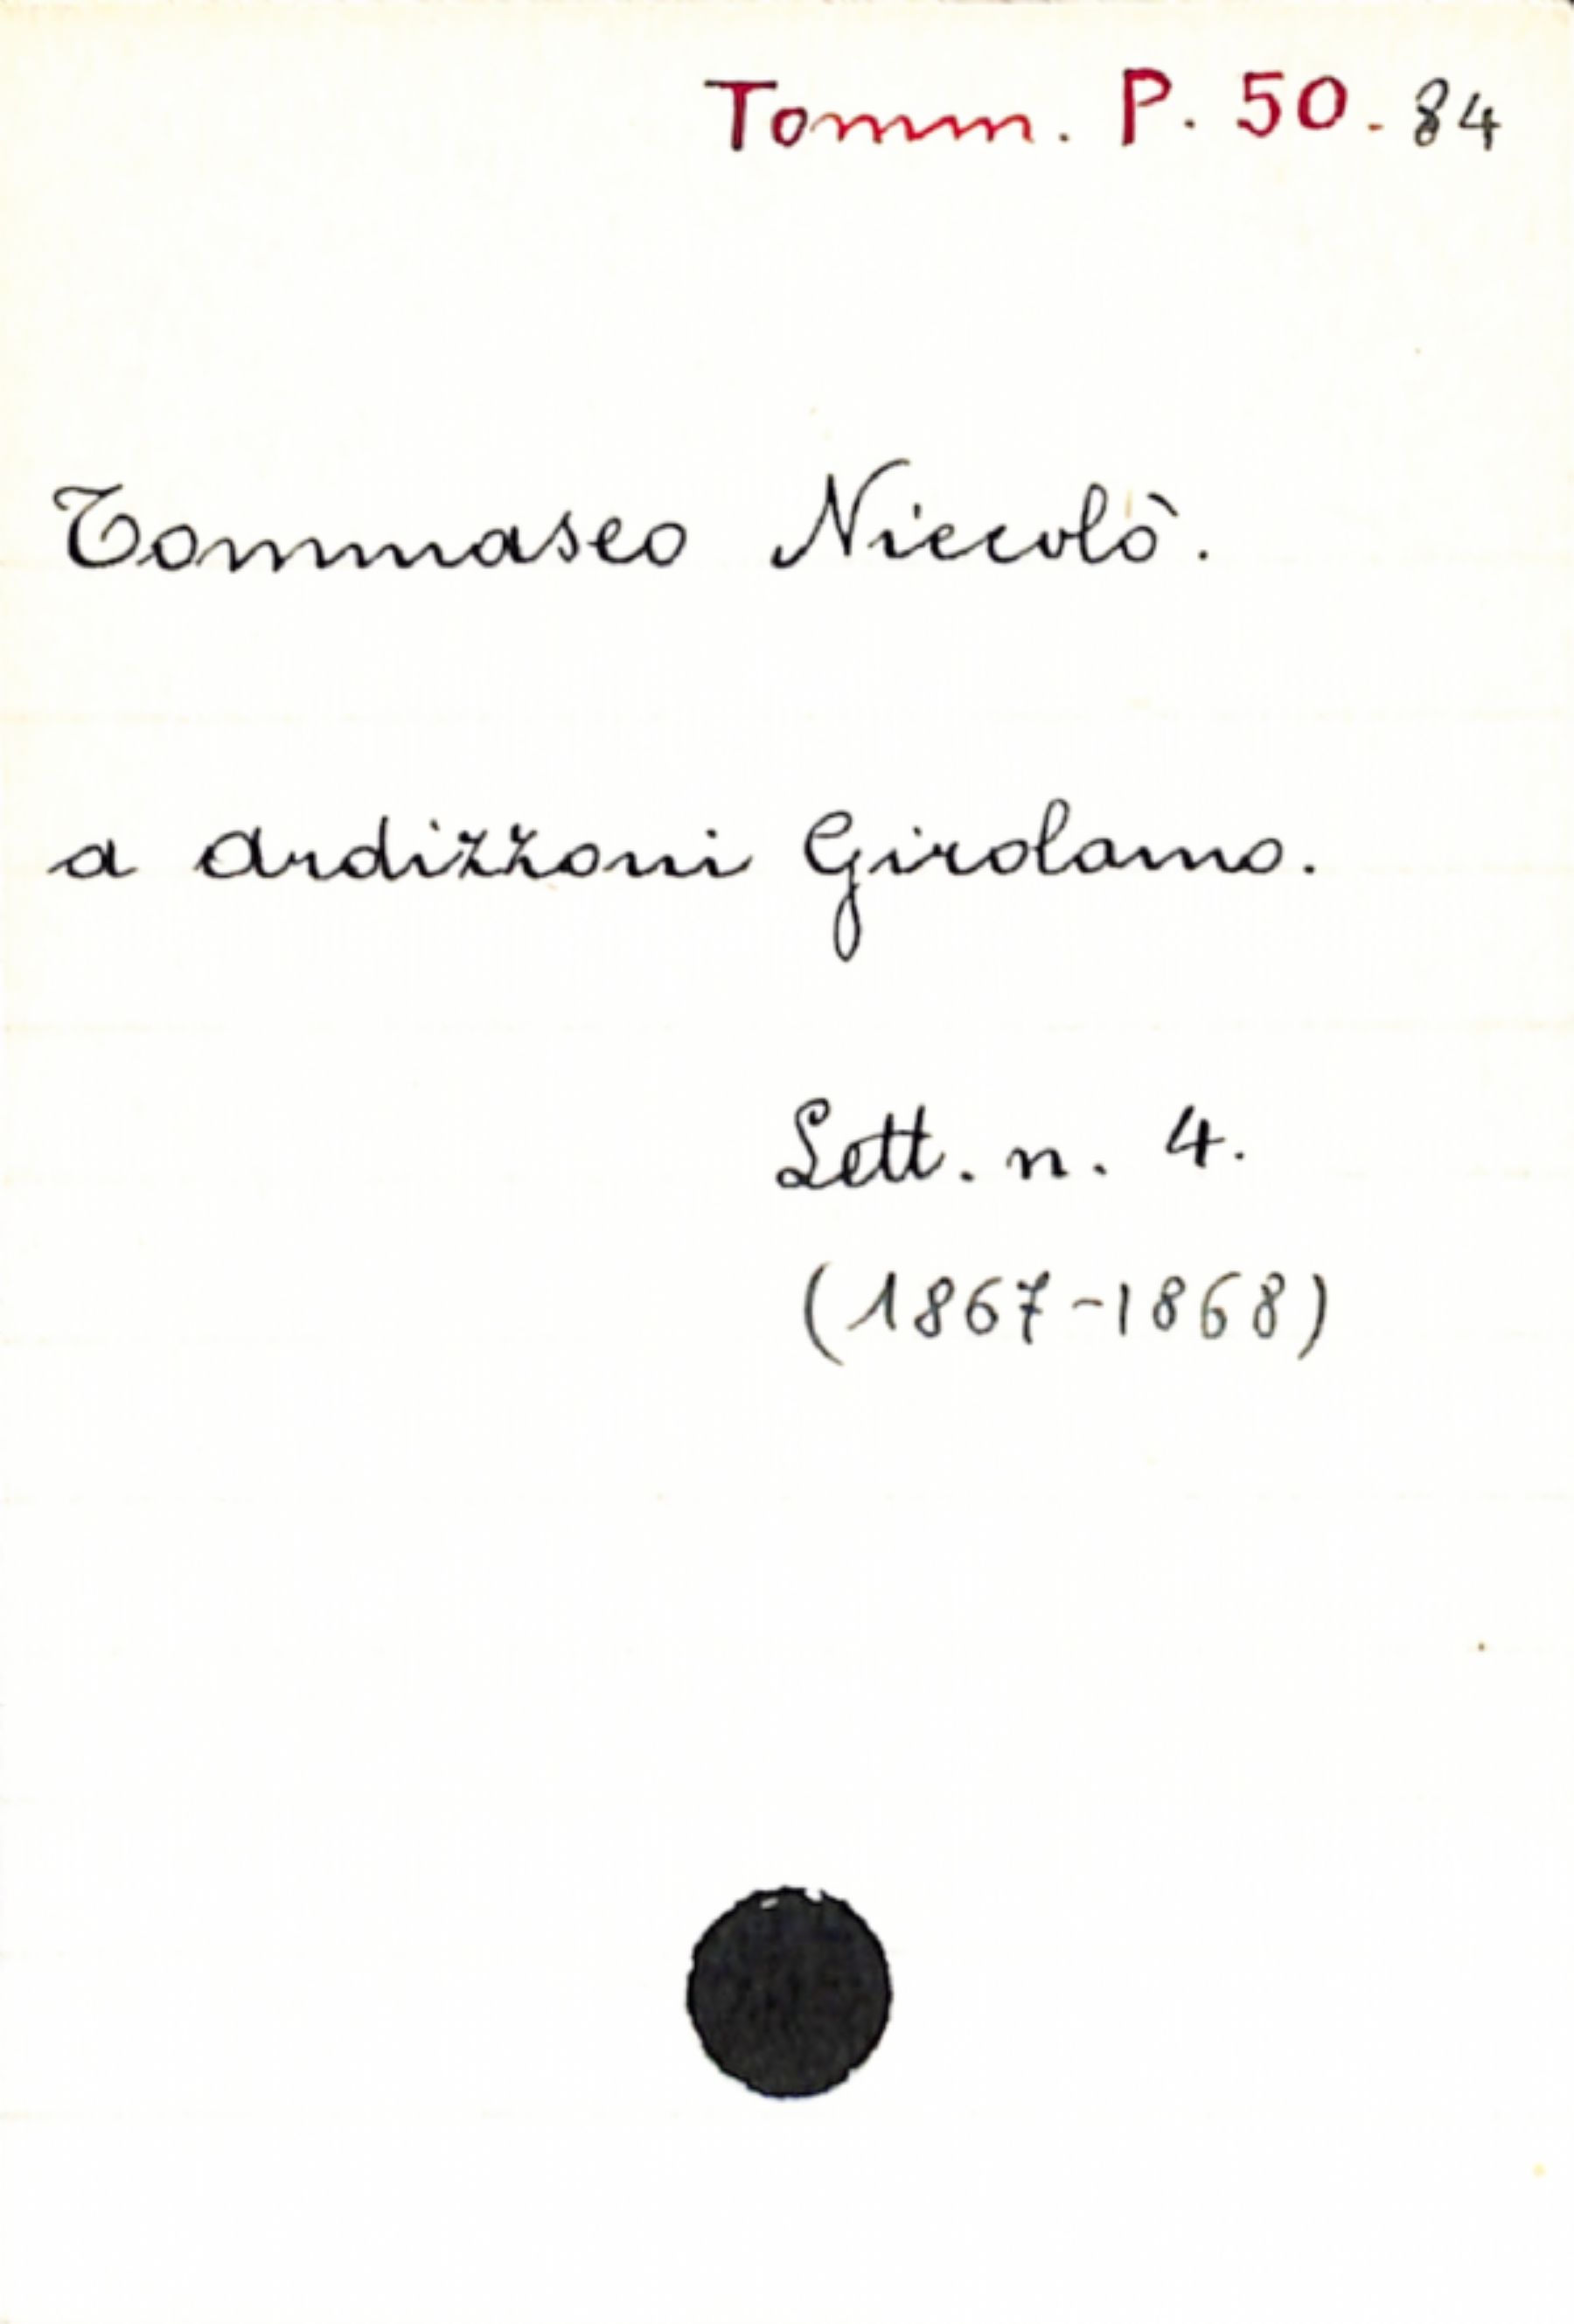 Tomm. P. 50. 84
Tommaseo Niccolò.
a Ardizzoni Girolamo.
Lett. n. 4.
(1867-1868)